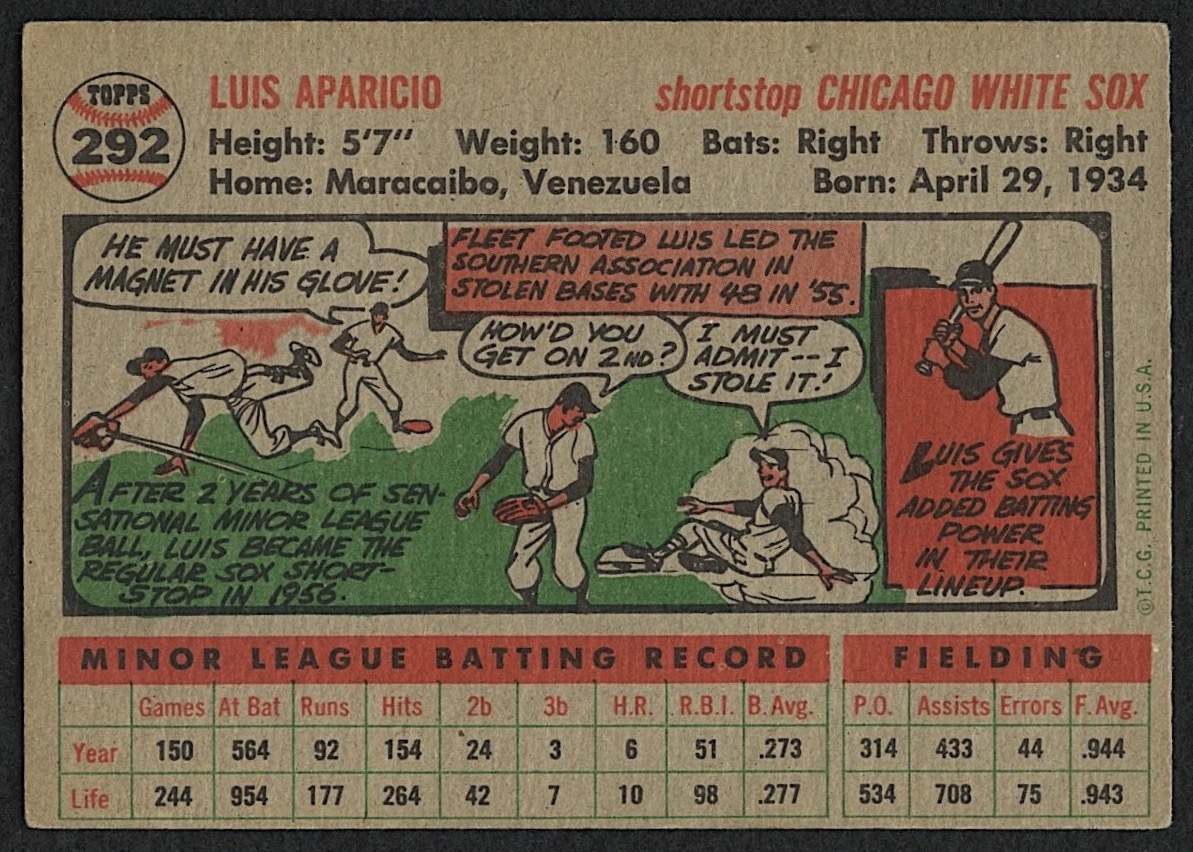 TOPPS
292
LUIS APARICIO shortstop CHICAGO WHITE SOX
Height: 5'7" Weight: 160 Bats: Right Throws: Right
Home: Maracaibo, Venezuela Born: April 29, 1934
HE MUST HAVE A
MAGNET IN HIS GLOVE!
FLEET FOOTED LUIS LED THE
SOUTHERN ASSOCIATION IN
STOLEN BASES WITH 48 IN '55.
HOW'D YOU
GET ON 2ND?
I MUST
ADMIT--I
STOLE IT!
AFTER 2 YEARS OF SEN-
SATIONAL MINOR LEAGUE
BALL, LUIS BECAME THE
REGULAR SOX SHORT-
STOP IN 1956.
LUIS GIVES
THE SOX
ADDED BATTING
POWER
IN THEIR
LINEUP.
©T.C.G. PRINTED IN U.S.A.
MINOR LEAGUE BATTING RECORD FIELDING
Games At Bat Runs Hits 2b 3b H.R. R.B.I. B. Avg. P.O. Assists Errors F. Avg.
Year 150 564 92 154 24 3 6 51 .273 314 433 44 .944
Life 244 954 177 264 42 7 10 98 .277 534 708 75 .943